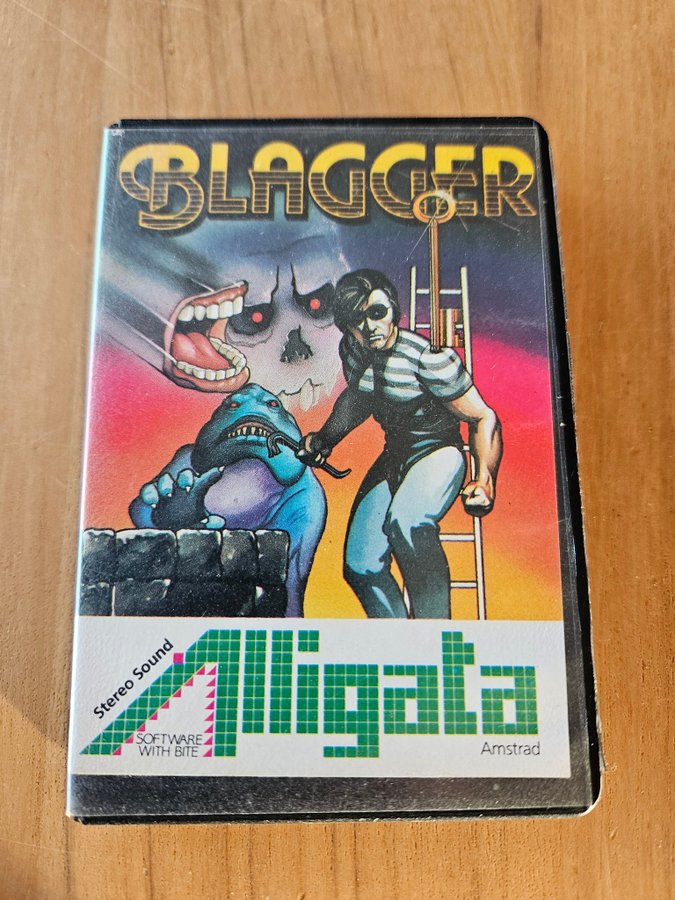 BLAGGER
Stereo Sound
Alligata
SOFTWARE
WITH BITE
Amstrad